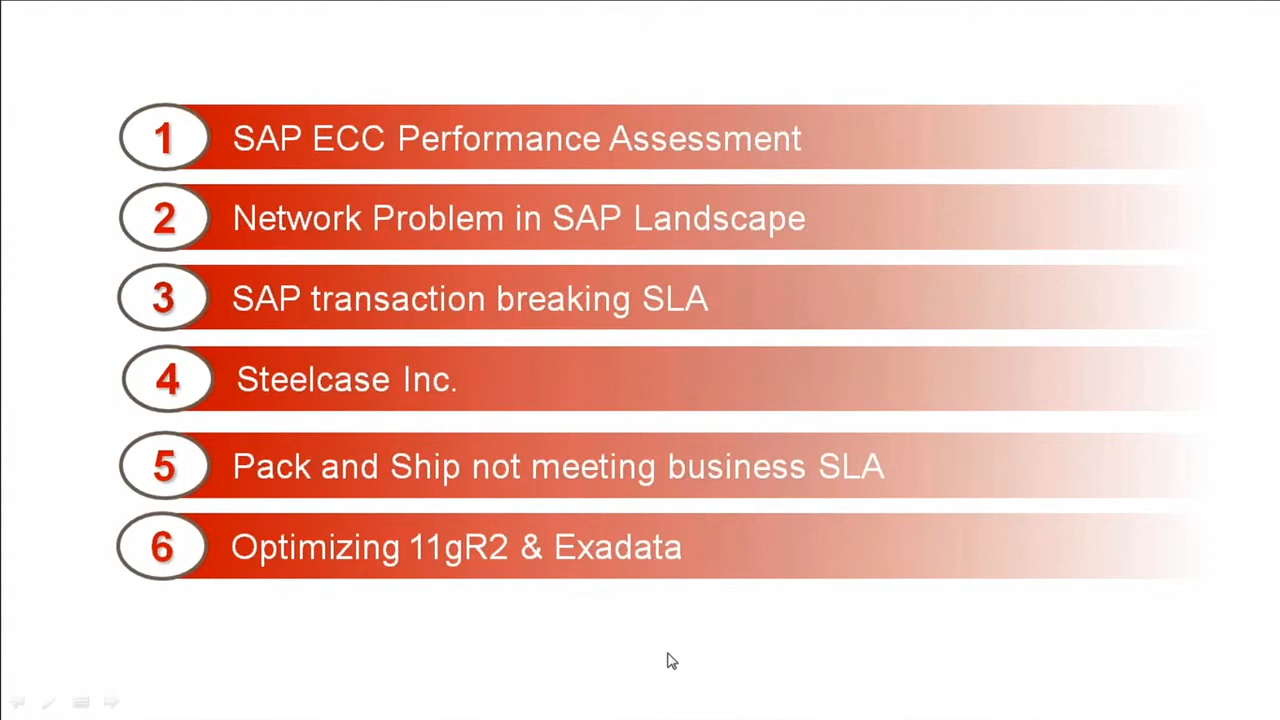 1 SAP ECC Performance Assessment
2 Network Problem in SAP Landscape
3 SAP transaction breaking SLA
4 Steelcase Inc.
5 Pack and Ship not meeting business SLA
6 Optimizing 11gR2 & Exadata